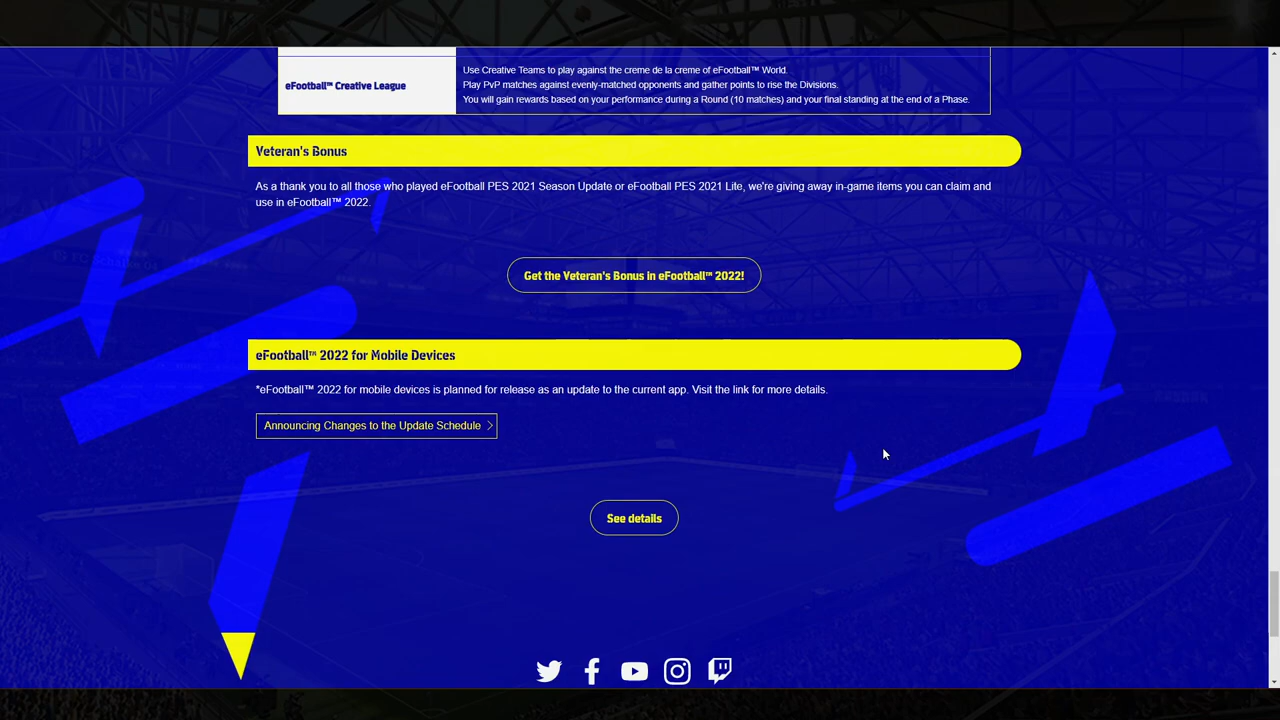 eFootball™ Creative League
Use Creative Teams to play against the creme de la creme of eFootball™ World.
Play PvP matches against evenly-matched opponents and gather points to rise the Divisions.
You will gain rewards based on your performance during a Round (10 matches) and your final standing at the end of a Phase.
Veteran's Bonus
As a thank you to all those who played eFootball PES 2021 Season Update or eFootball PES 2021 Lite, we're giving away in-game items you can claim and
use in eFootball™ 2022.
Get the Veteran's Bonus in eFootball™ 2022!
eFootball™ 2022 for Mobile Devices
*eFootball™ 2022 for mobile devices is planned for release as an update to the current app. Visit the link for more details.
Announcing Changes to the Update Schedule
See details